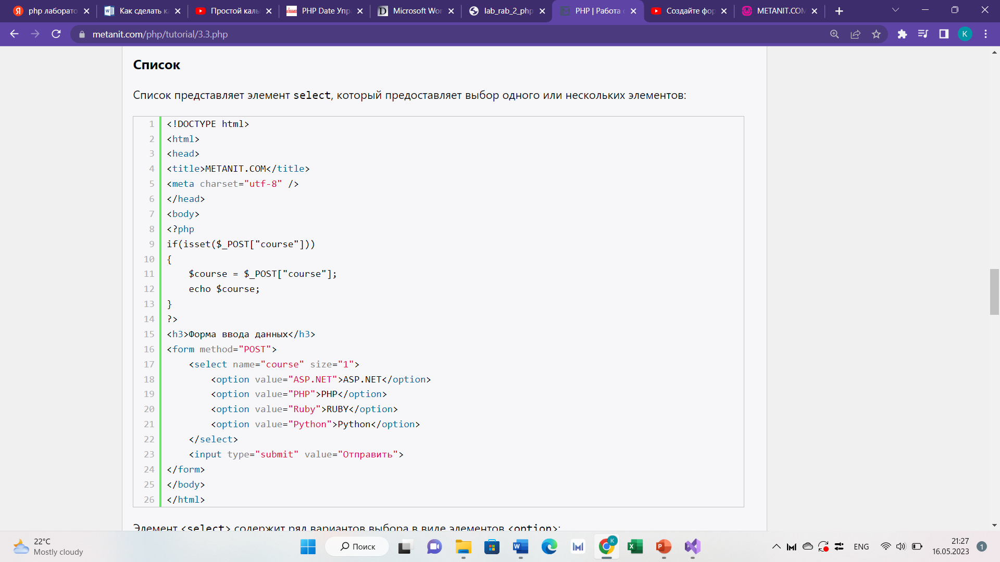 php лаборато
Как сделать к
Простой каль
PHP Date Упр
Microsoft Wor
lab_rab_2_php
PHP | Работа с
Создайте фор
METANIT.COM
metanit.com/php/tutorial/3.3.php
K
Список
Список представляет элемент select, который предоставляет выбор одного или нескольких элементов:
1 <!DOCTYPE html>
2 <html>
3 <head>
4 <title>METANIT.COM</title>
5 <meta charset="utf-8" />
6 </head>
7 <body>
8 <?php
9 if(isset($_POST["course"]))
10 {
11 $course = $_POST["course"];
12 echo $course;
13 }
14 ?>
15 <h3>Форма ввода данных</h3>
16 <form method="POST">
17 <select name="course" size="1">
18 <option value="ASP.NET">ASP.NET</option>
19 <option value="PHP">PHP</option>
20 <option value="Ruby">RUBY</option>
21 <option value="Python">Python</option>
22 </select>
23 <input type="submit" value="Отправить">
24 </form>
25 </body>
26 </html>
Элемент <select> содержит ряд вариантов выбора в виде элементов <option>:
22°C
Mostly cloudy
Поиск
ENG
21:27
16.05.2023
1